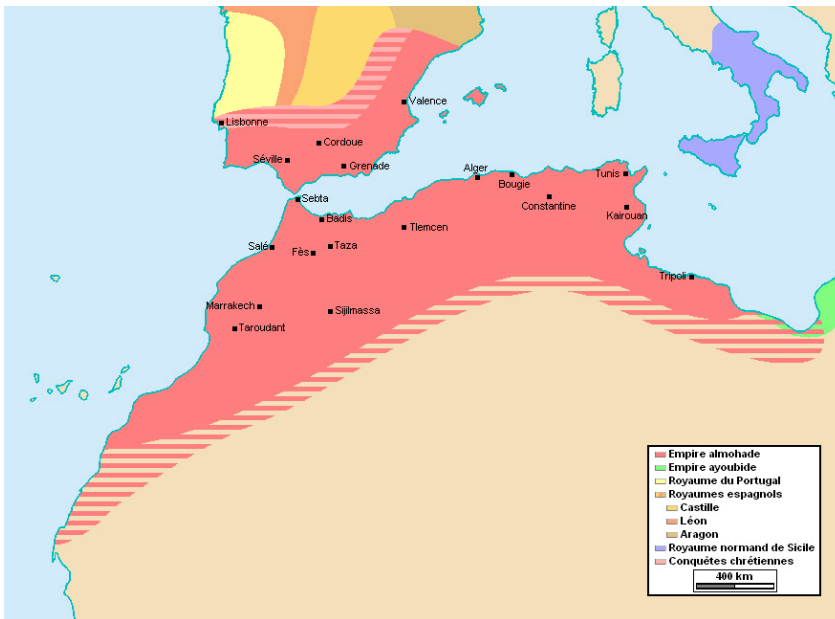 Valence
Lisbonne
Cordoue
Séville
Grenade
Alger
Bougie
Tunis
Constantine
Sebta
Kairouan
Badis
Tlemcen
Salé
Taza
Fès
Tripoli
Marrakech
Sijilmassa
Taroudant
Empire almohade
Empire ayoubide
Royaume du Portugal
Royaumes espagnols
Castille
Léon
Aragon
Royaume normand de Sicile
Conquêtes chrétiennes
400 km